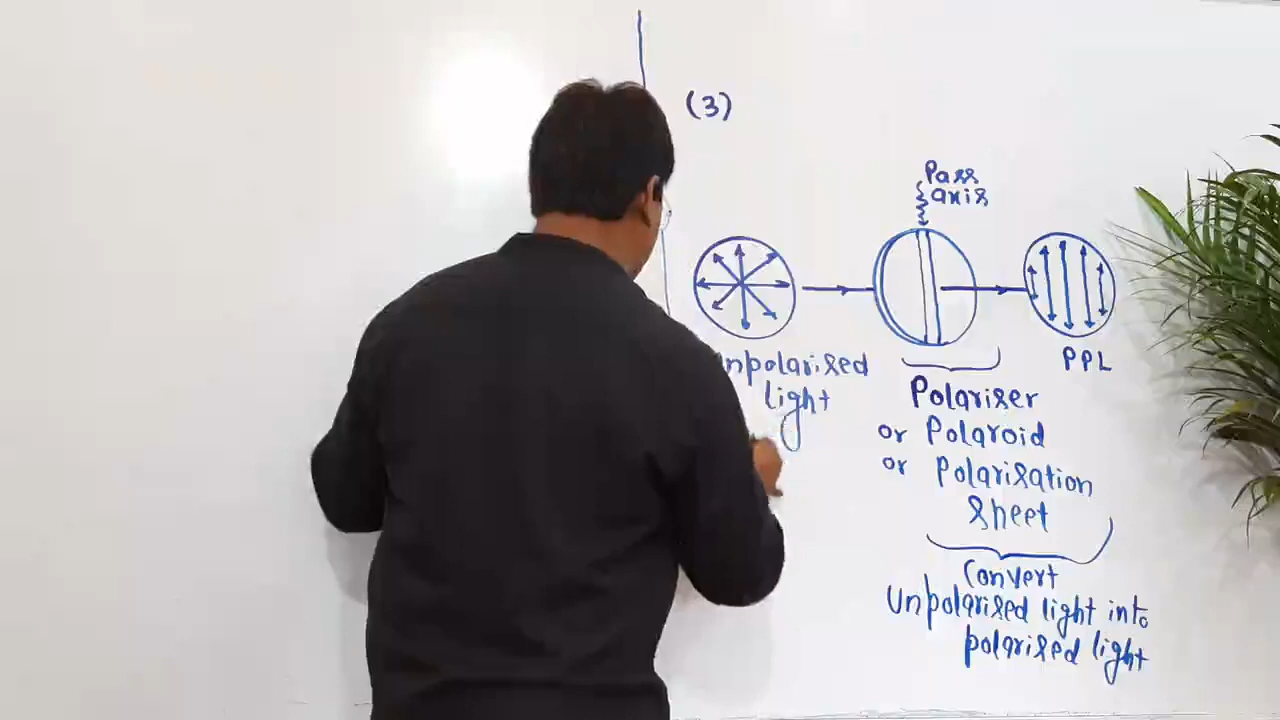 (3)
Pass
axis
npolarised
light
PPL
Polariser
or Polaroid
or Polarisation
sheet
Convert
Unpolarised light into
polarised light